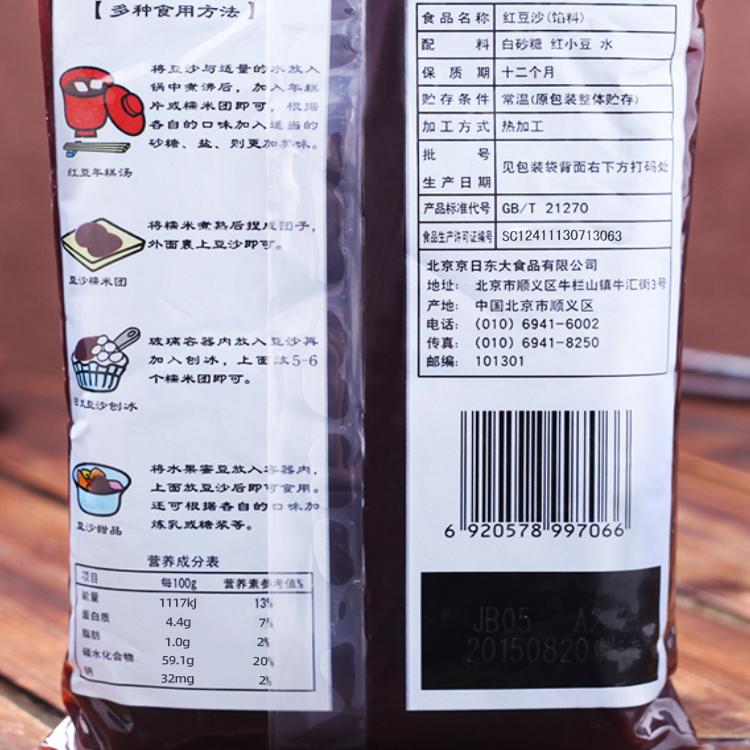 【多种食用方法】
将豆沙与适量的水放入
锅中煮沸后，加入年糕
片或糯米团即可，根据
各自的口味加入适当的
砂糖、盐、则更加美味。
红豆年糕汤
将糯米煮熟后捏成团子，
外面裹上豆沙即可。
豆沙糯米团
玻璃容器内放入豆沙再
加入刨冰，上面放5-6
个糯米团即可。
日式豆沙刨冰
将水果蜜豆放入容器内，
上面放豆沙后即可食用。
还可根据各自的口味加
炼乳或糖浆等。
豆沙甜品
营养成分表
项目 每100g 营养素参考值%
能量 1117kJ 13%
蛋白质 4.4g 7%
脂肪 1.0g 2%
碳水化合物 59.1g 20%
钠 32mg 2%
食品名称 红豆沙(馅料)
配料 白砂糖 红小豆 水
保质期 十二个月
贮存条件 常温(原包装整体贮存)
加工方式 热加工
批号
生产日期 见包装袋背面右下方打码处
产品标准代号 GB/T 21270
食品生产许可证编号 SC12411130713063
北京京日东大食品有限公司
地址: 北京市顺义区牛栏山镇牛汇街3号
产地: 中国北京市顺义区
电话: (010) 6941-6002
传真: (010) 6941-8250
邮编: 101301
6 920578 997066
JB05
20150820